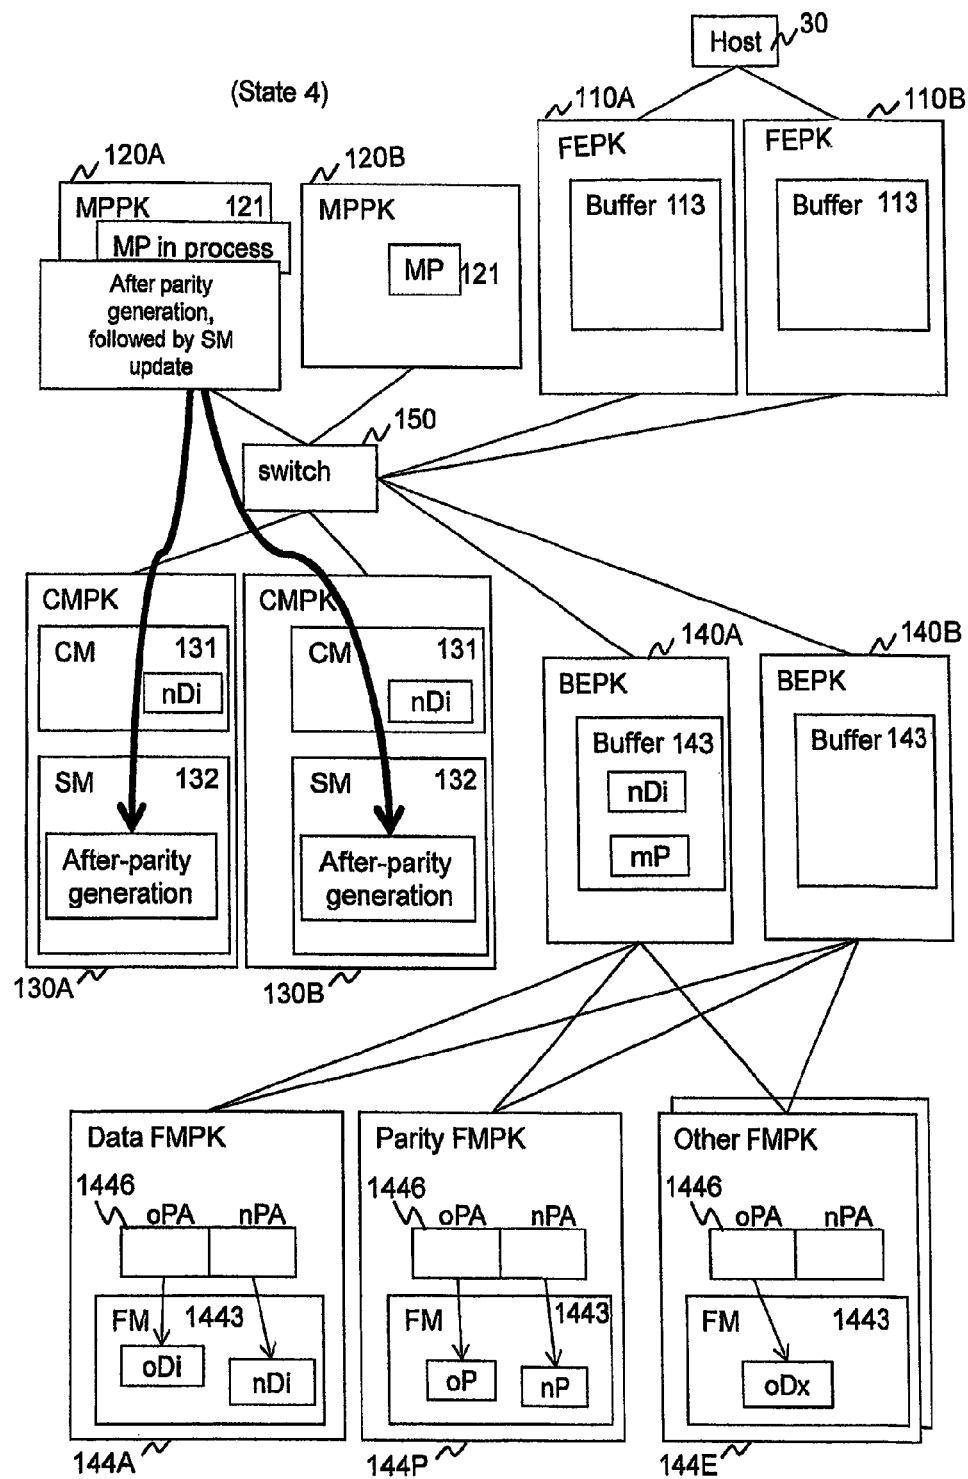 Host
30
(State 4)
110A
110B
FEPK
FEPK
Buffer 113
Buffer 113
120A
120B
MPPK
121
MPPK
MP in process
MP
121
After parity
generation,
followed by SM
update
150
switch
CMPK
CMPK
CM
131
nDi
CM
131
nDi
SM
132
After-parity
generation
SM
132
After-parity
generation
130A
130B
140A
140B
BEPK
BEPK
Buffer 143
Buffer 143
nDi
mP
Data FMPK
1446
oPA
nPA
FM
1443
oDi
nDi
144A
Parity FMPK
1446
oPA
nPA
FM
1443
oP
nP
144P
Other FMPK
1446
oPA
nPA
FM
1443
oDx
144E